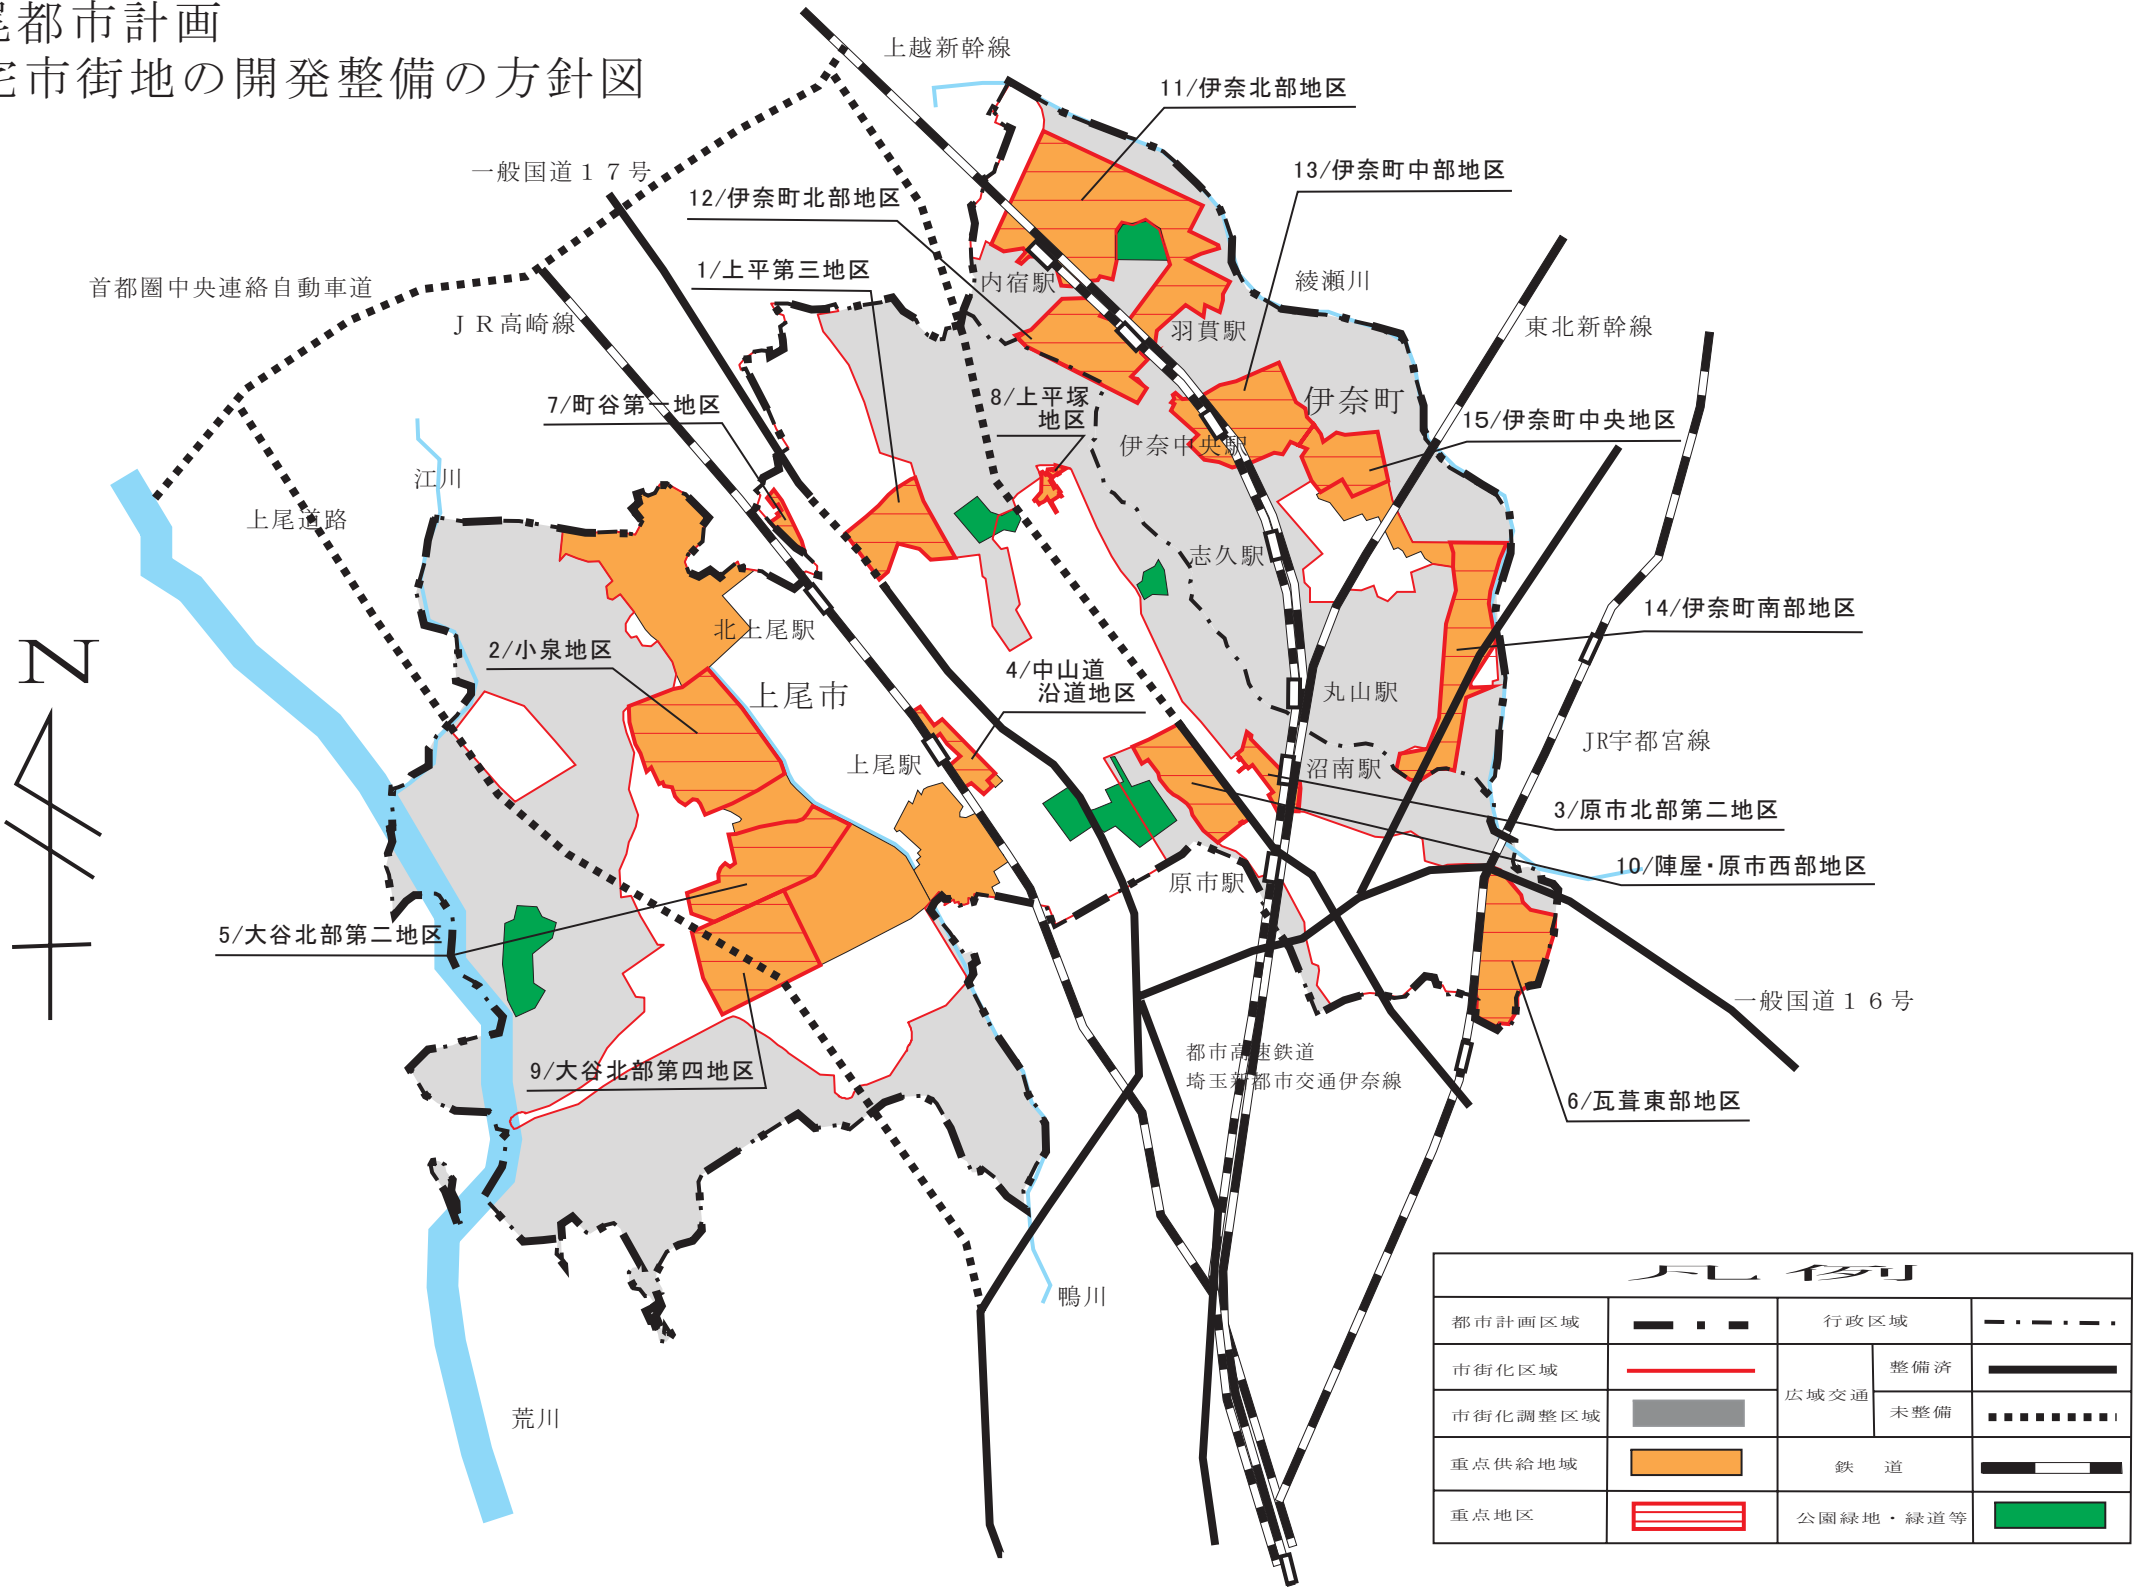 尾都市計画
宅市街地の開発整備の方針図
上越新幹線
11/伊奈北部地区
一般国道１７号
12/伊奈町北部地区
13/伊奈町中部地区
1/上平第三地区
内宿駅
綾瀬川
首都圏中央連絡自動車道
ＪＲ高崎線
羽貫駅
東北新幹線
7/町谷第一地区
8/上平塚
地区
伊奈町
伊奈中央駅
15/伊奈町中央地区
江川
上尾道路
志久駅
14/伊奈町南部地区
北上尾駅
2/小泉地区
N
4/中山道
沿道地区
上尾市
丸山駅
JR宇都宮線
上尾駅
沼南駅
3/原市北部第二地区
10/陣屋・原市西部地区
原市駅
5/大谷北部第二地区
一般国道１６号
9/大谷北部第四地区
都市高速鉄道
埼玉新都市交通伊奈線
6/瓦葺東部地区
鴨川
荒川
凡例
都市計画区域
行政区域
市街化区域
広域交通
整備済
市街化調整区域
未整備
重点供給地域
鉄 道
重点地区
公園緑地・緑道等